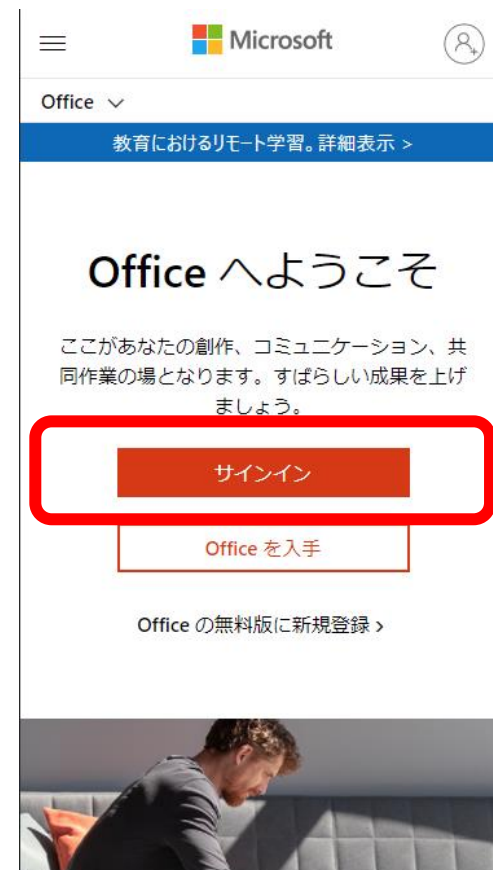 Microsoft
Office
教育におけるリモート学習。詳細表示 >
Office へようこそ
ここがあなたの創作、コミュニケーション、共
同作業の場となります。すばらしい成果を上げ
ましょう。
サインイン
Office を入手
Office の無料版に新規登録 >